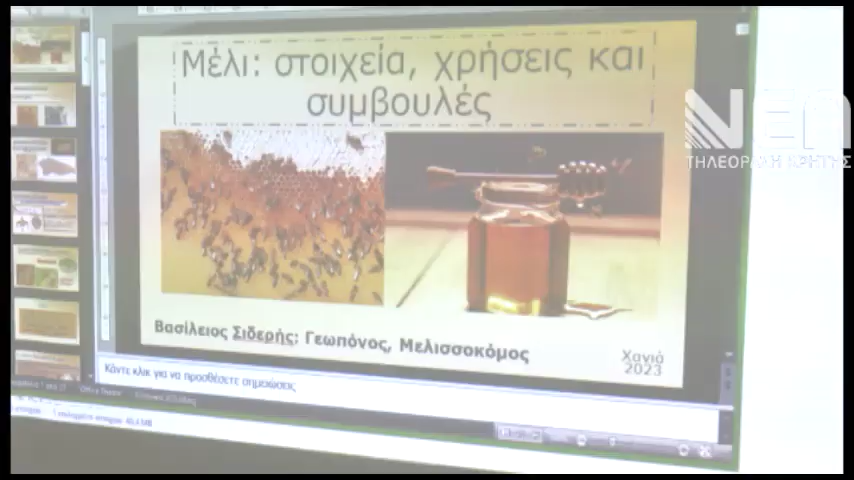 Μέλι: στοιχεία, χρήσεις και
συμβουλές
ΝΕΑ
ΤΗΛΕΟΡΑΣΗ ΚΡΗΤΗΣ
Βασίλειος Σιδερής: Γεωπόνος, Μελισσοκόμος
Χανιά
2023
Κάντε κλικ για να προσθέσετε σημειώσεις